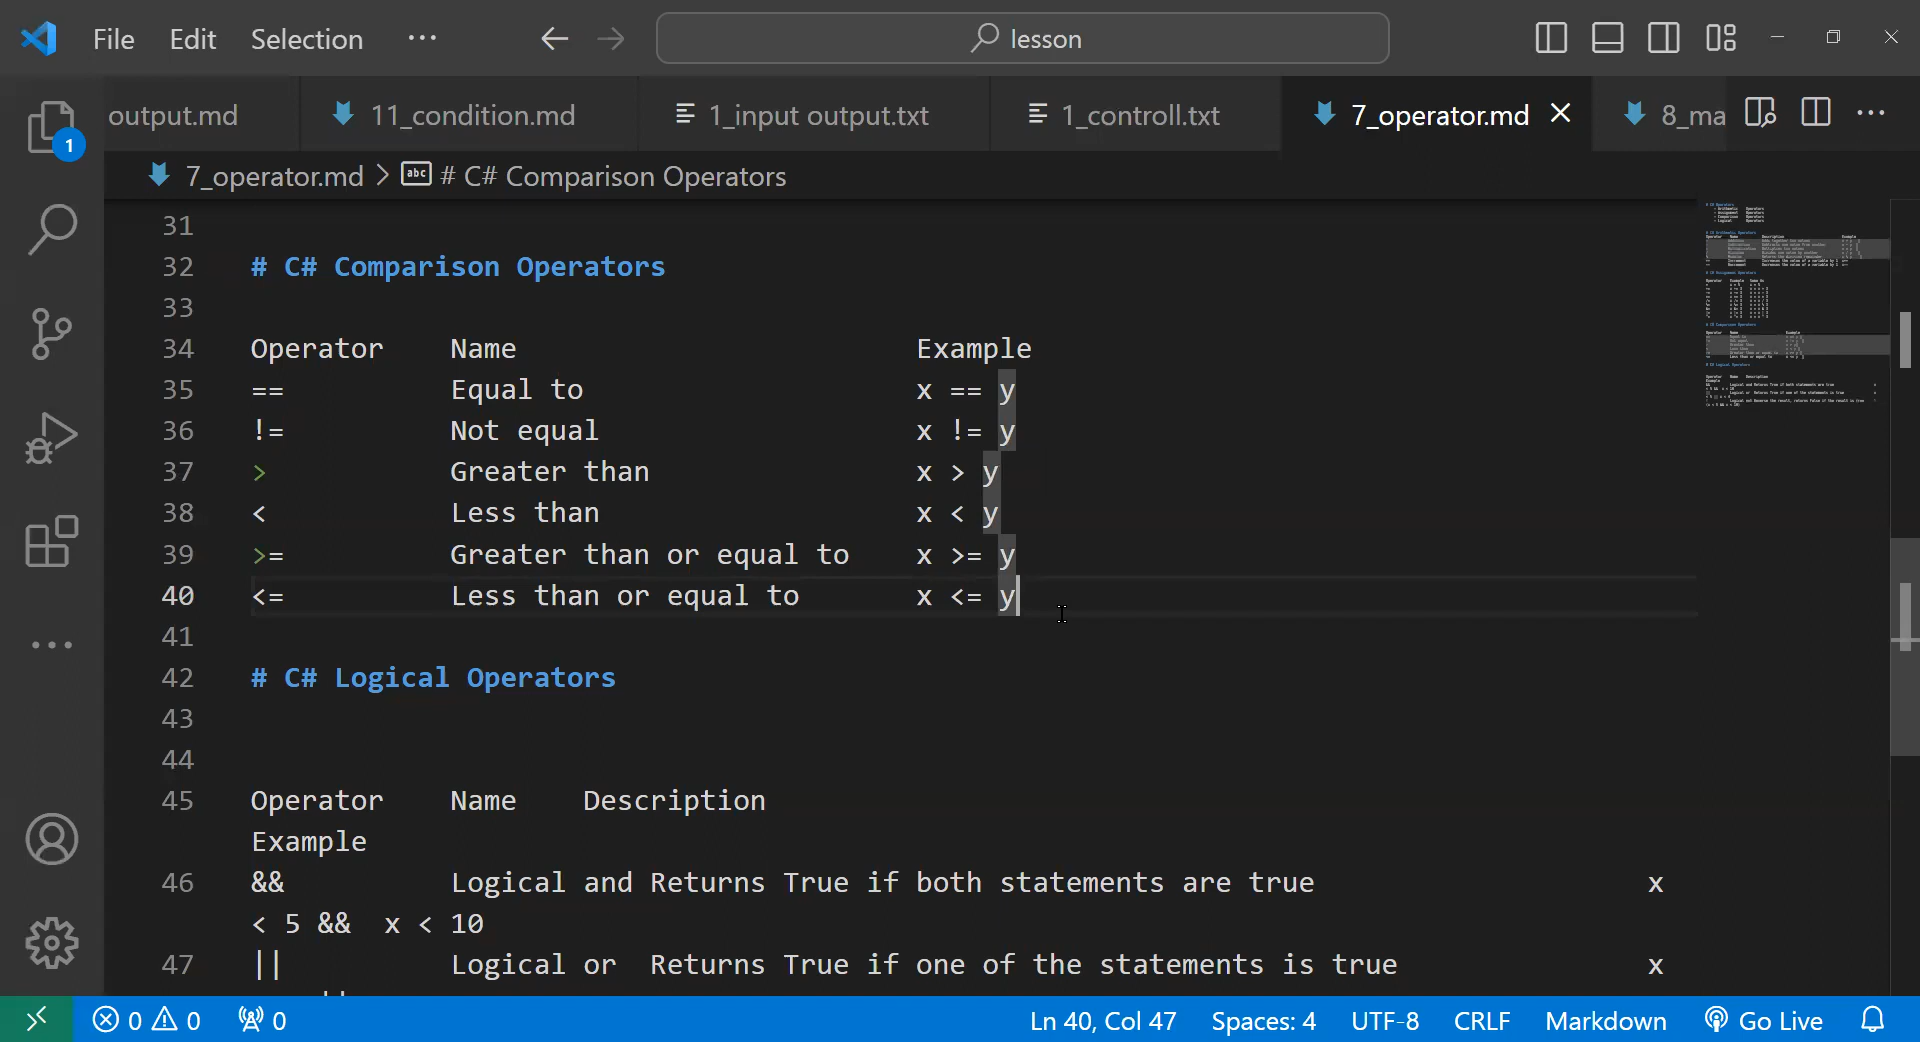 File Edit Selection ··· lesson
output.md 11_condition.md 1_input output.txt 1_controll.txt 7_operator.md 8_ma
1
7_operator.md > # C# Comparison Operators
31
32 # C# Comparison Operators
33
34 Operator Name Example
35 == Equal to x == y
36 != Not equal x != y
37 > Greater than x > y
38 < Less than x < y
39 >= Greater than or equal to x >= y
40 <= Less than or equal to x <= y
41
42 # C# Logical Operators
43
44
45 Operator Name Description
Example
46 && Logical and Returns True if both statements are true x
< 5 && x < 10
47 || Logical or Returns True if one of the statements is true x
0 0 0 Ln 40, Col 47 Spaces: 4 UTF-8 CRLF Markdown Go Live